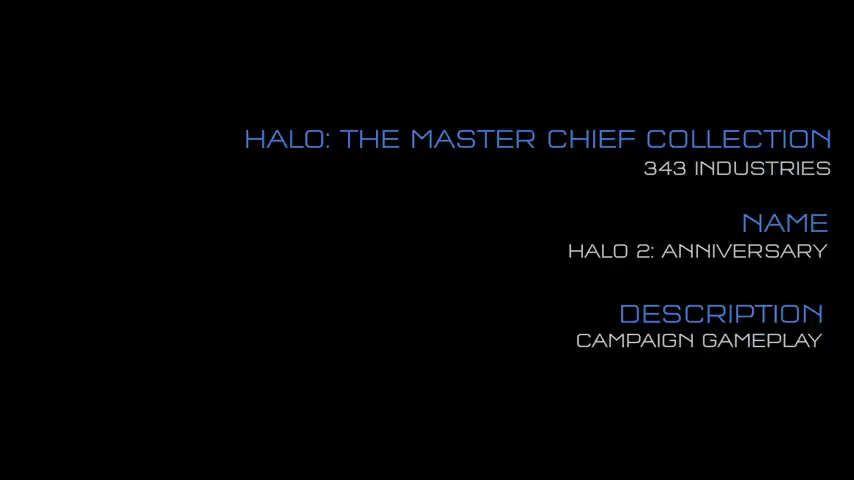 HALO: THE MASTER CHIEF COLLECTION
343 INDUSTRIES
NAME
HALO 2: ANNIVERSARY
DESCRIPTION
CAMPAIGN GAMEPLAY